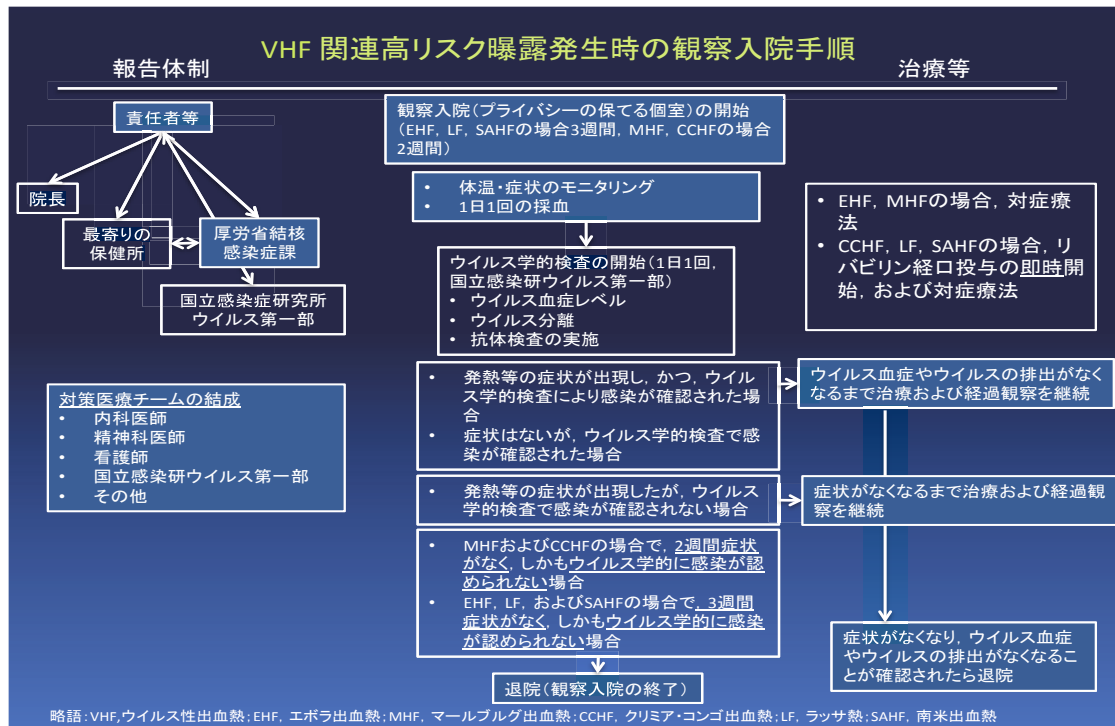 VHF 関連高リスク曝露発生時の観察入院手順
報告体制
治療等
責任者等
院長
最寄りの
保健所
厚労省結核
感染症課
国立感染症研究所
ウイルス第一部
対策医療チームの結成
• 内科医師
• 精神科医師
• 看護師
• 国立感染研ウイルス第一部
• その他
観察入院(プライバシーの保てる個室)の開始
(EHF, LF, SAHFの場合3週間, MHF, CCHFの場合
2週間)
• 体温・症状のモニタリング
• 1日1回の採血
ウイルス学的検査の開始(1日1回,
国立感染研ウイルス第一部)
• ウイルス血症レベル
• ウイルス分離
• 抗体検査の実施
• EHF, MHFの場合, 対症療
法
• CCHF, LF, SAHFの場合, リ
バビリン経口投与の即時開
始, および対症療法
• 発熱等の症状が出現し, かつ, ウイル
ス学的検査により感染が確認された場
合
• 症状はないが, ウイルス学的検査で感
染が確認された場合
ウイルス血症やウイルスの排出がなく
なるまで治療および経過観察を継続
• 発熱等の症状が出現したが, ウイルス
学的検査で感染が確認されない場合
症状がなくなるまで治療および経過観
察を継続
• MHFおよびCCHFの場合で, 2週間症状
がなく, しかもウイルス学的に感染が認
められない場合
• EHF, LF, およびSAHFの場合で, 3週間
症状がなく, しかもウイルス学的に感染
が認められない場合
症状がなくなり, ウイルス血症
やウイルスの排出がなくなること
が確認されたら退院
退院(観察入院の終了)
略語:VHF,ウイルス性出血熱;EHF, エボラ出血熱;MHF, マールブルグ出血熱;CCHF, クリミア・コンゴ出血熱;LF, ラッサ熱;SAHF, 南米出血熱